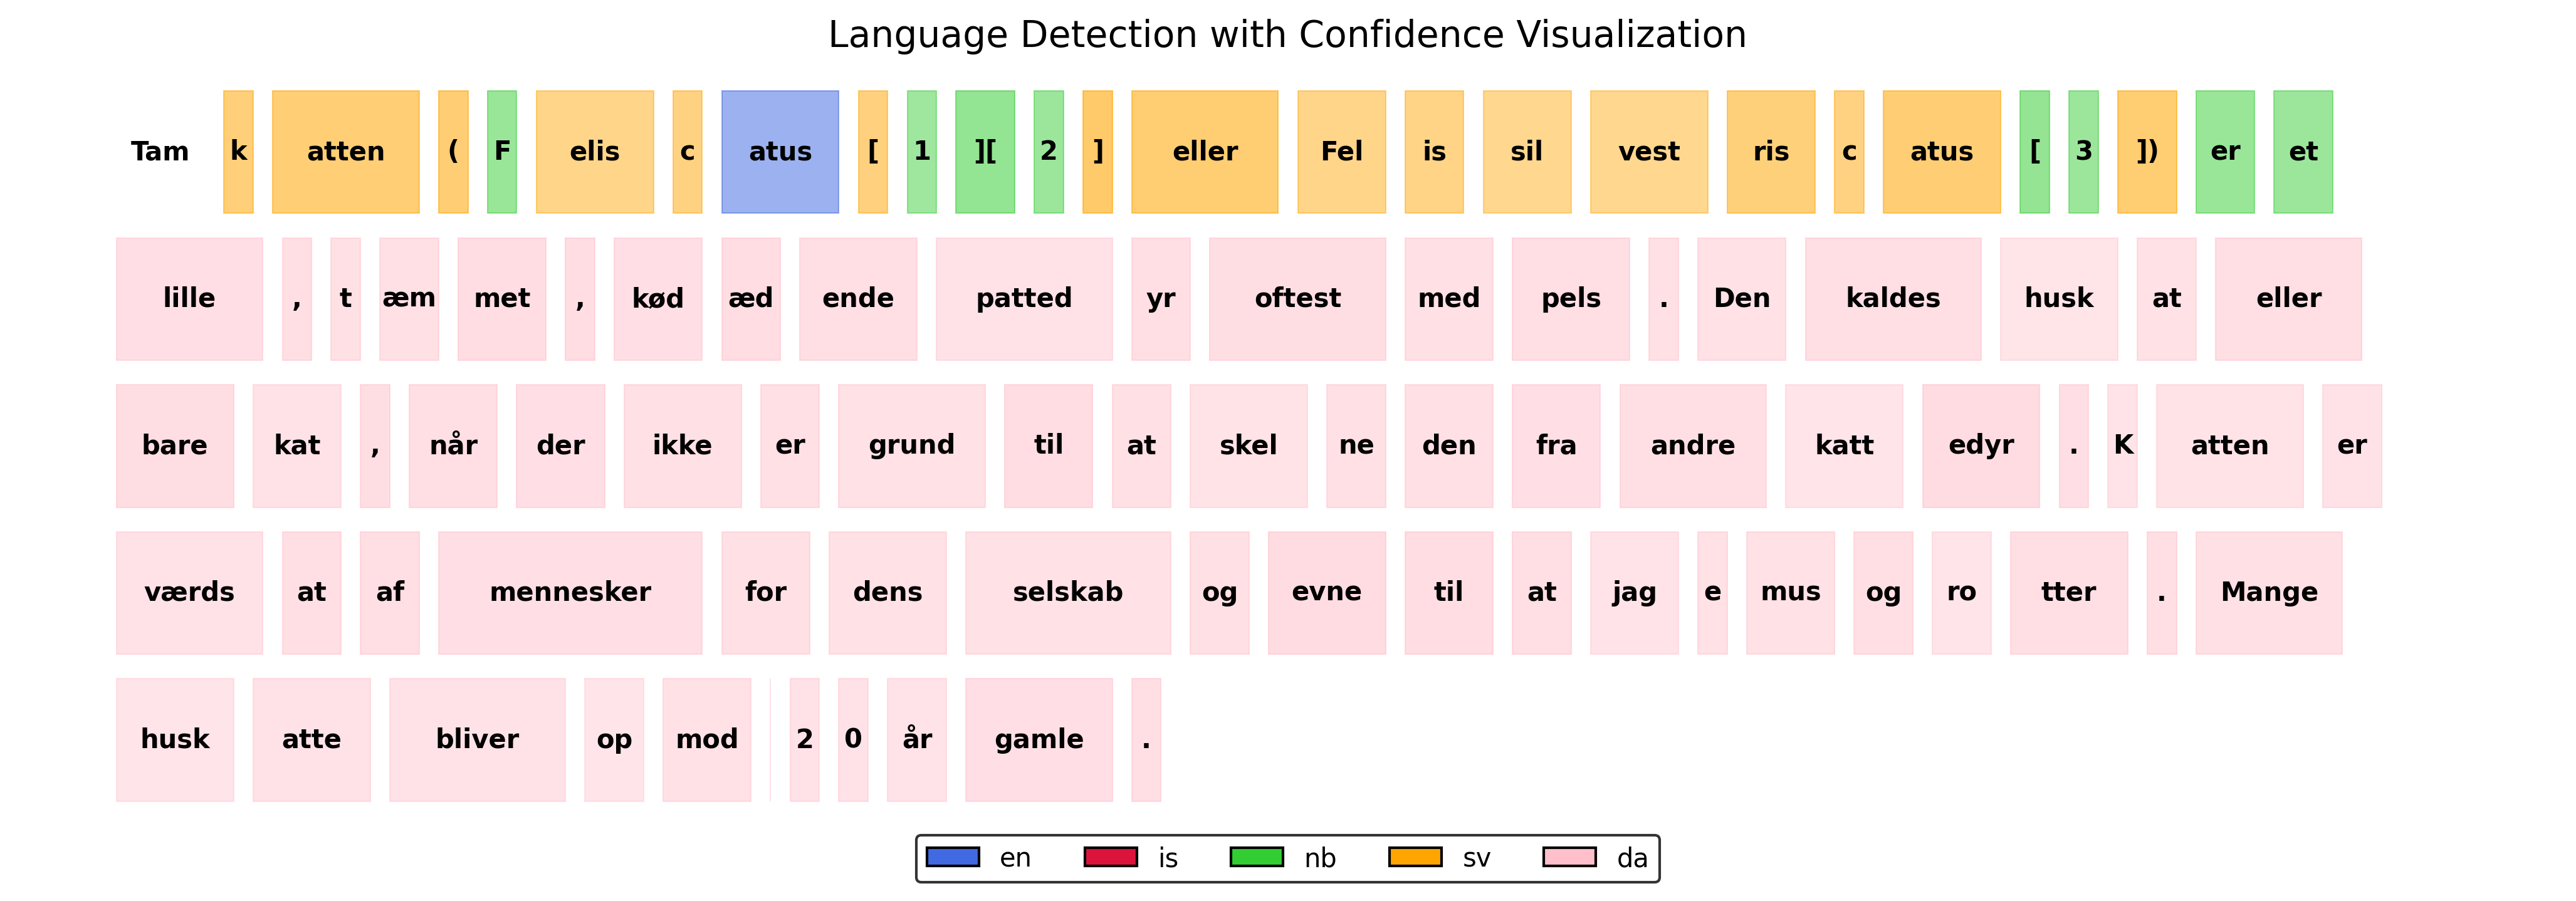 Language Detection with Confidence Visualization
Tam k atten ( F elis c atus [ 1 ][ 2 ] eller Fel is sil vest ris c atus [ 3 ]) er et
lille , t æm met , kød æd ende patted yr oftest med pels . Den kaldes husk at eller
bare kat , når der ikke er grund til at skel ne den fra andre katt edyr . K atten er
værds at af mennesker for dens selskab og evne til at jag e mus og ro tter . Mange
husk atte bliver op mod 2 0 år gamle .
en is nb sv da